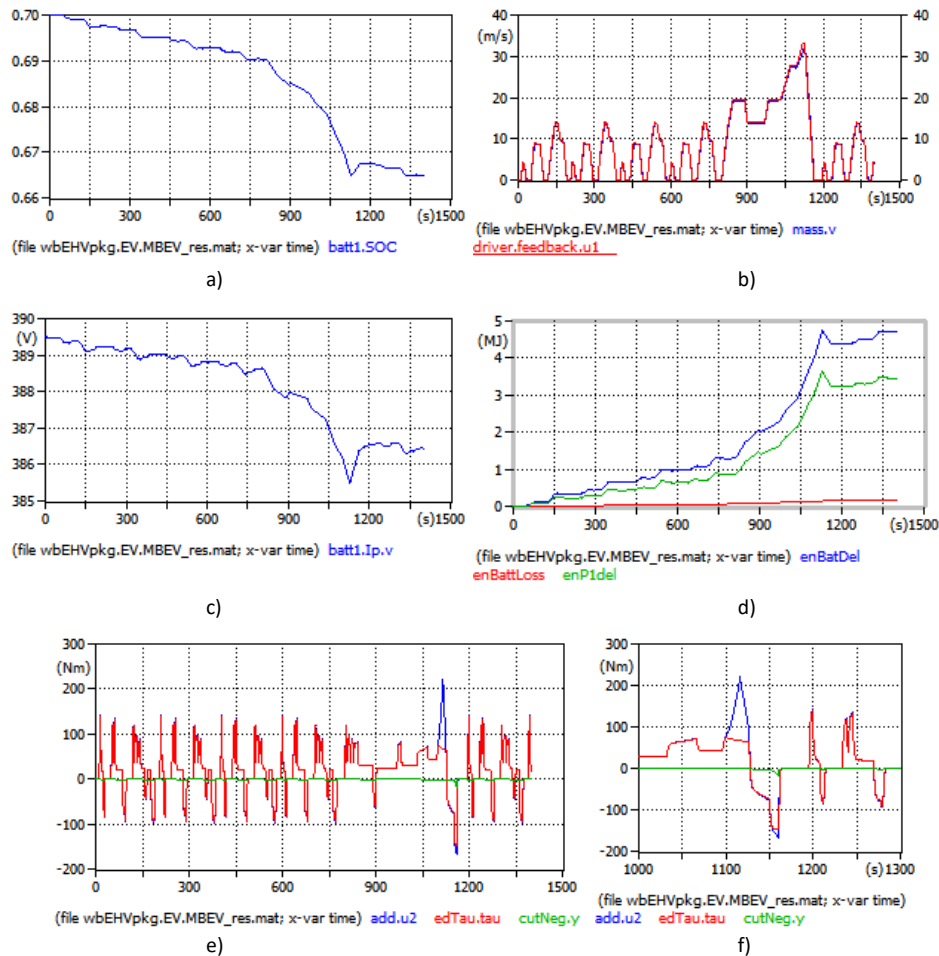 0.70
0.69
0.68
0.67
0.66
0 300 600 900 1200 (s) 1500
(file wbEHVpkg.EV.MBEV_res.mat; x-var time) batt1.SOC
a)
40
(m/s)
30
20
10
0
40
30
20
10
0
0 300 600 900 1200 (s) 1500
(file wbEHVpkg.EV.MBEV_res.mat; x-var time) mass.v
driver.feedback.u1
b)
390
(V)
389
388
387
386
385
0 300 600 900 1200 (s) 1500
(file wbEHVpkg.EV.MBEV_res.mat; x-var time) batt1.Ip.v
c)
5
(MJ)
4
3
2
1
0
0 300 600 900 1200 (s) 1500
(file wbEHVpkg.EV.MBEV_res.mat; x-var time) enBatDel
enBattLoss enP1del
d)
300
(Nm)
200
100
0
-100
-200
0 300 600 900 1200 (s) 1500
(file wbEHVpkg.EV.MBEV_res.mat; x-var time) add.u2 edTau.tau cutNeg.y
e)
300
(Nm)
200
100
0
-100
-200
1000 1100 1200 (s) 1300
(file wbEHVpkg.EV.MBEV_res.mat; x-var time)
add.u2 edTau.tau cutNeg.y
f)